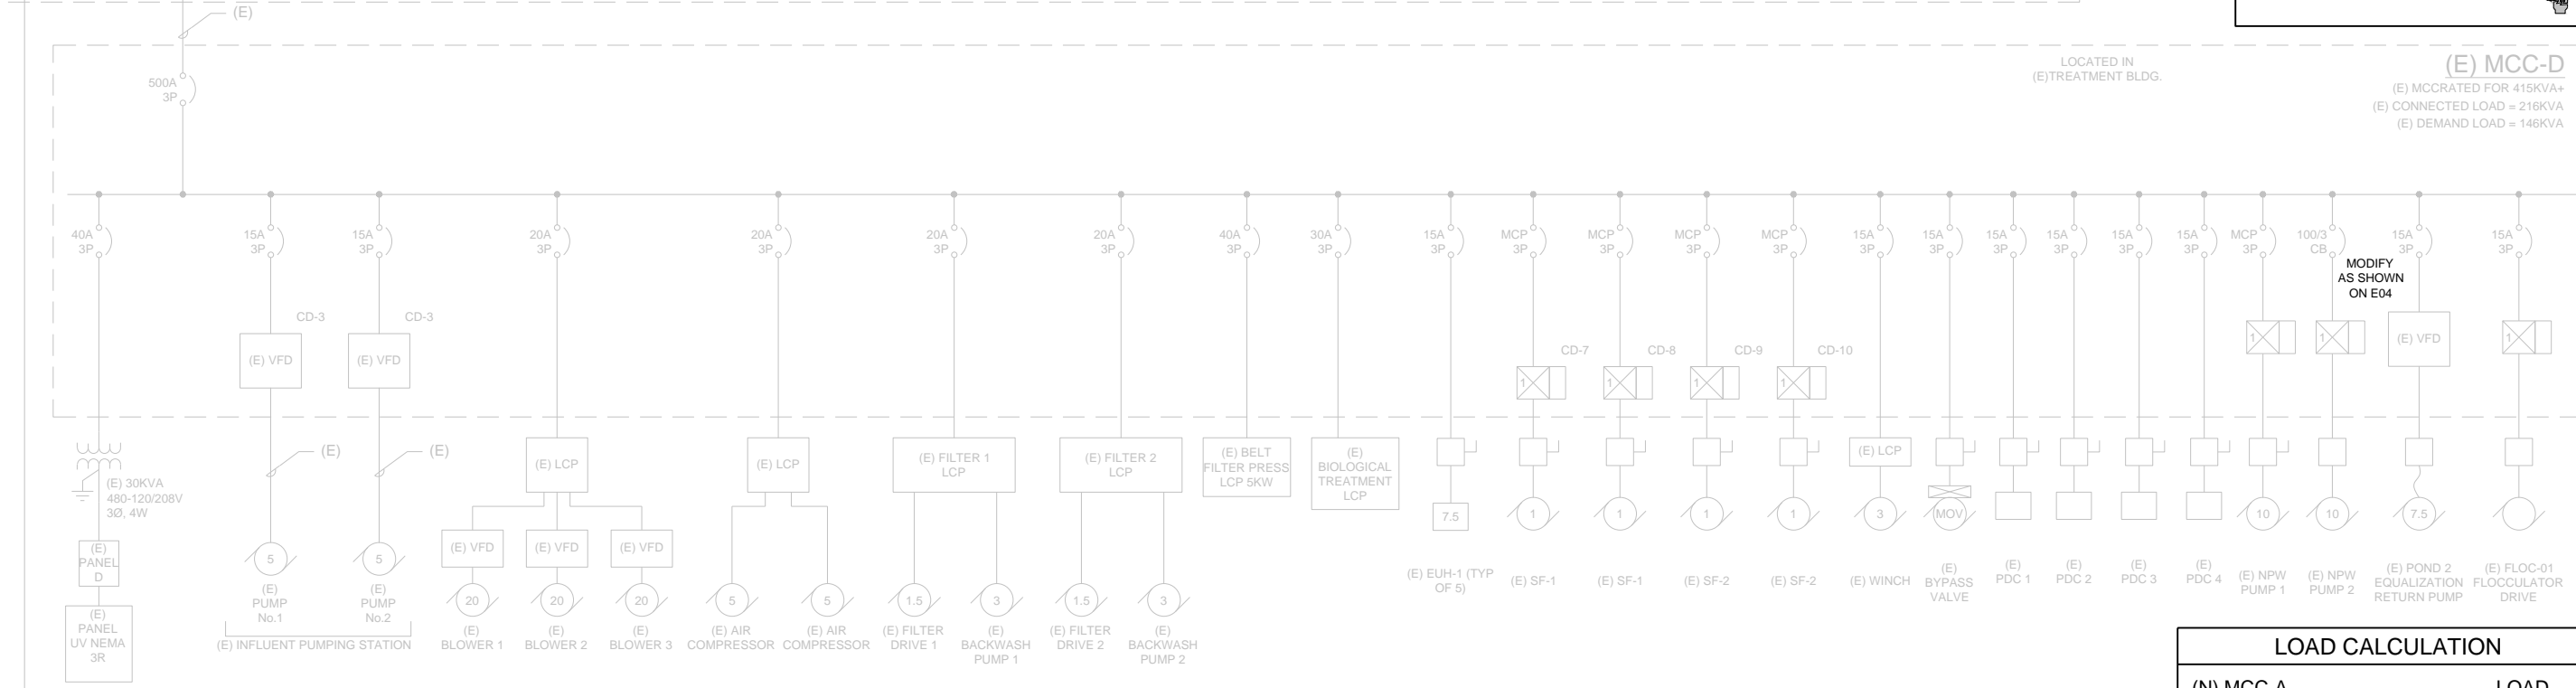 (E)
500A
3P
LOCATED IN
(E)TREATMENT BLDG.
(E) MCC-D
(E) MCCRATED FOR 415KVA+
(E) CONNECTED LOAD = 216KVA
(E) DEMAND LOAD = 146KVA
40A
3P
15A
3P
15A
3P
20A
3P
20A
3P
20A
3P
20A
3P
40A
3P
30A
3P
15A
3P
MCP
3P
MCP
3P
MCP
3P
MCP
3P
15A
3P
15A
3P
15A
3P
15A
3P
15A
3P
15A
3P
MCP
3P
100/3
CB
15A
3P
15A
3P
MODIFY
AS SHOWN
ON E04
CD-3
(E) VFD
CD-3
(E) VFD
CD-7
1
CD-8
1
CD-9
1
CD-10
1
1
1
(E) VFD
1
(E) 30KVA
480-120/208V
3Ø, 4W
(E)
PANEL
D
(E)
PANEL
UV NEMA
3R
(E)
(E)
5
(E)
PUMP
No.1
5
(E)
PUMP
No.2
(E) INFLUENT PUMPING STATION
(E) LCP
(E) VFD
(E) VFD
(E) VFD
20
20
20
(E)
BLOWER 1
(E)
BLOWER 2
(E)
BLOWER 3
(E) LCP
5
5
(E) AIR
COMPRESSOR
(E) AIR
COMPRESSOR
(E) FILTER 1
LCP
1.5
3
(E) FILTER
DRIVE 1
(E)
BACKWASH
PUMP 1
(E) FILTER 2
LCP
1.5
3
(E) FILTER
DRIVE 2
(E)
BACKWASH
PUMP 2
(E) BELT
FILTER PRESS
LCP 5KW
(E)
BIOLOGICAL
TREATMENT
LCP
7.5
(E) EUH-1 (TYP
OF 5)
1
(E) SF-1
1
(E) SF-1
1
(E) SF-2
1
(E) SF-2
(E) LCP
3
(E) WINCH
MOV
(E)
BYPASS
VALVE
(E)
PDC 1
(E)
PDC 2
(E)
PDC 3
(E)
PDC 4
10
(E) NPW
PUMP 1
10
(E) NPW
PUMP 2
7.5
(E) POND 2
EQUALIZATION
RETURN PUMP
(E) FLOC-01
FLOCCULATOR
DRIVE
LOAD CALCULATION
(N) MCC-A LOAD